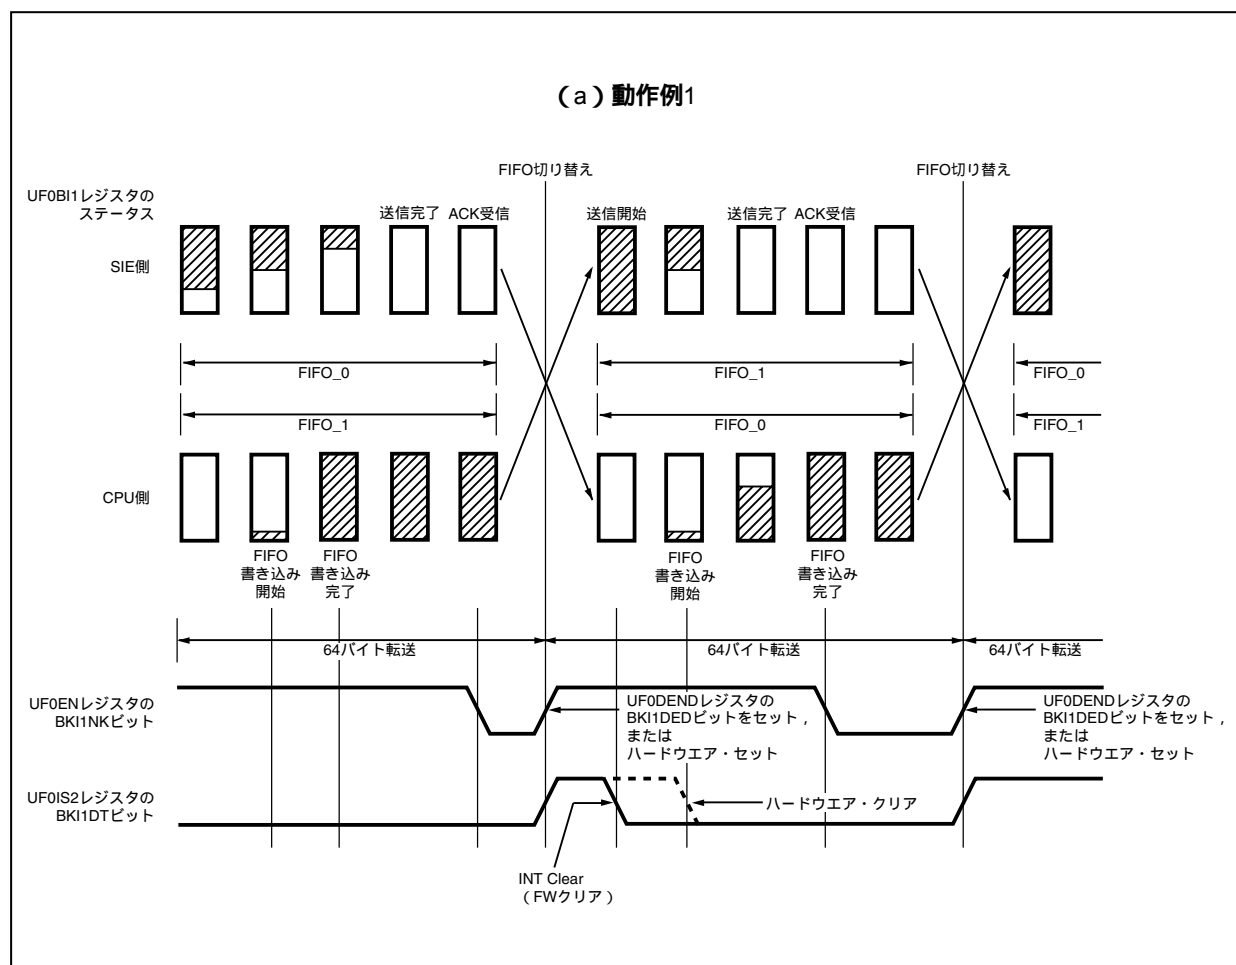 （a）動作例1
FIFO切り替え
FIFO切り替え
UF0BI1レジスタの
ステータス
送信完了
ACK受信
送信開始
送信完了
ACK受信
SIE側
FIFO_0
FIFO_1
FIFO_0
FIFO_1
FIFO_0
FIFO_1
CPU側
FIFO
書き込み
開始
FIFO
書き込み
完了
FIFO
書き込み
開始
FIFO
書き込み
完了
64バイト転送
64バイト転送
64バイト転送
UF0ENレジスタの
BKI1NKビット
UF0DENDレジスタの
BKI1DEDビットをセット，
または
ハードウエア・セット
UF0DENDレジスタの
BKI1DEDビットをセット，
または
ハードウエア・セット
UF0IS2レジスタの
BKI1DTビット
ハードウエア・クリア
INT Clear
（FWクリア）